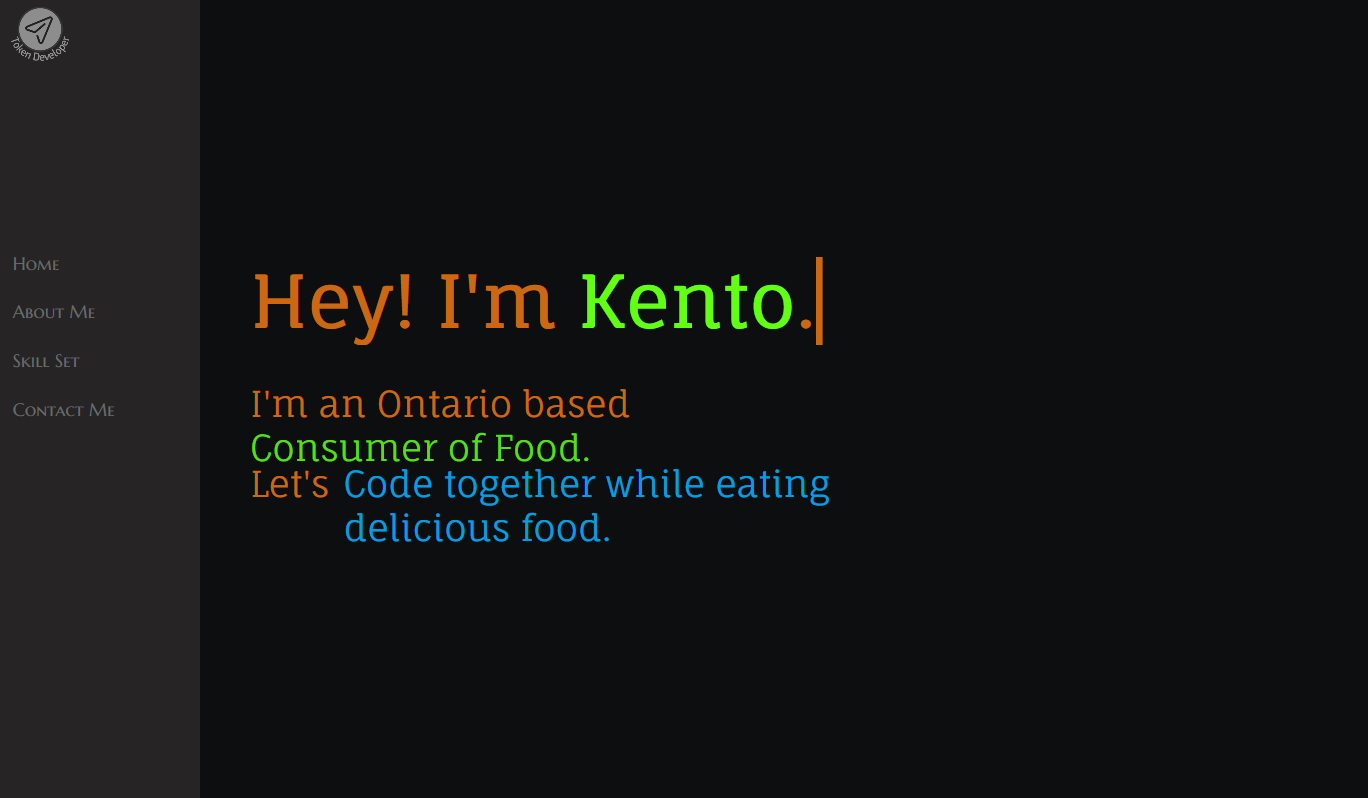 Token Developer
Home
About Me
Skill Set
Contact Me
Hey! I'm Kento.
I'm an Ontario based
Consumer of Food.
Let's Code together while eating
delicious food.